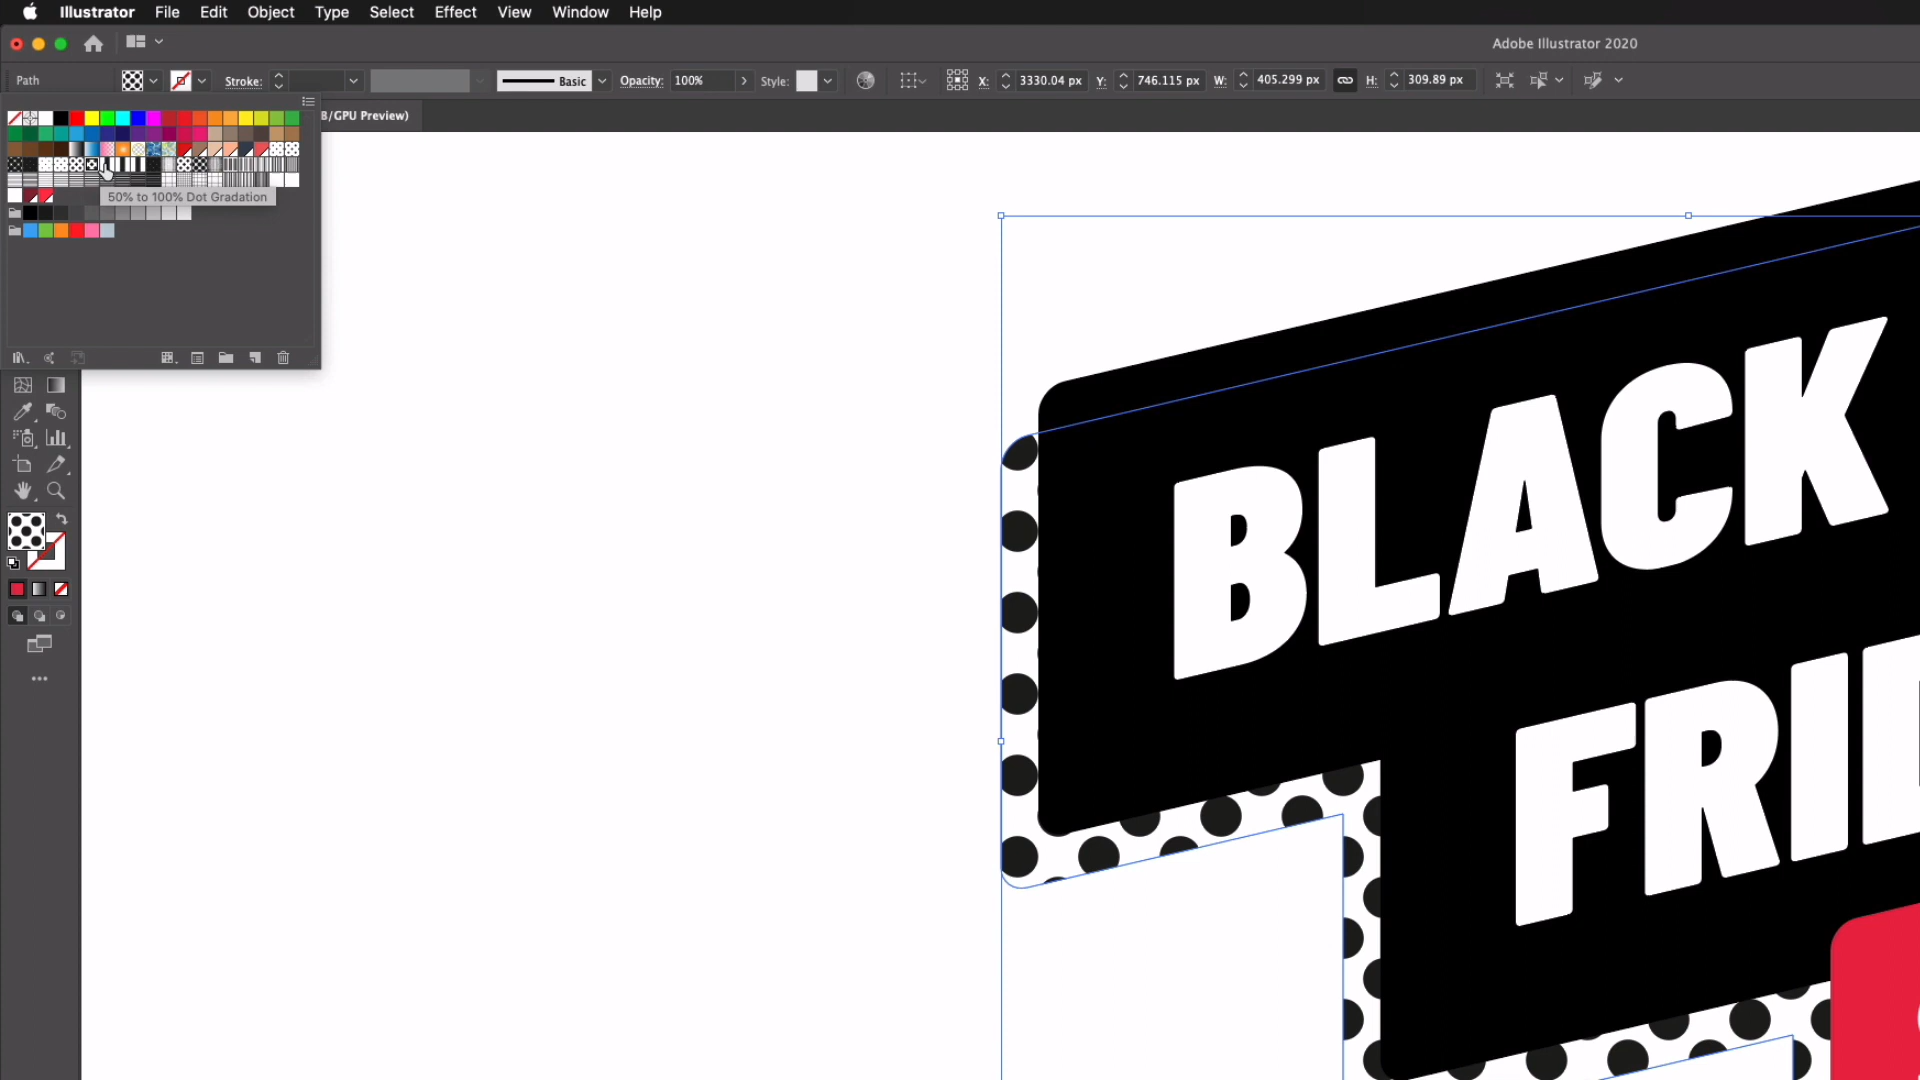 Illustrator File Edit Object Type Select Effect View Window Help
Adobe Illustrator 2020
Path Stroke: Basic Opacity: 100% Style: X: 3330.04 px Y: 746.115 px W: 405.299 px H: 309.89 px
B/GPU Preview)
50% to 100% Dot Gradation
BLACK
FRI